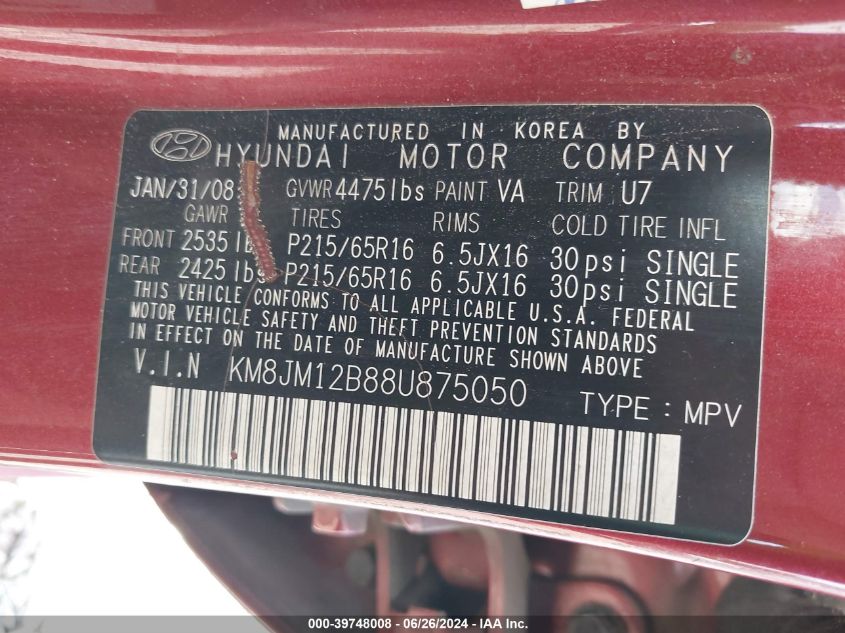 MANUFACTURED IN KOREA BY
HYUNDAI MOTOR COMPANY
JAN/31/08 GVWR 4475lbs PAINT VA TRIM U7
GAWR TIRES RIMS COLD TIRE INFL
FRONT 2535lbs P215/65R16 6.5JX16 30psi SINGLE
REAR 2425lbs P215/65R16 6.5JX16 30psi SINGLE
THIS VEHICLE CONFORMS TO ALL APPLICABLE U.S.A. FEDERAL
MOTOR VEHICLE SAFETY AND THEFT PREVENTION STANDARDS
IN EFFECT ON THE DATE OF MANUFACTURE SHOWN ABOVE
V.I.N KM8JM12B88U875050 TYPE : MPV
000-39748008 - 06/26/2024 - IAA Inc.